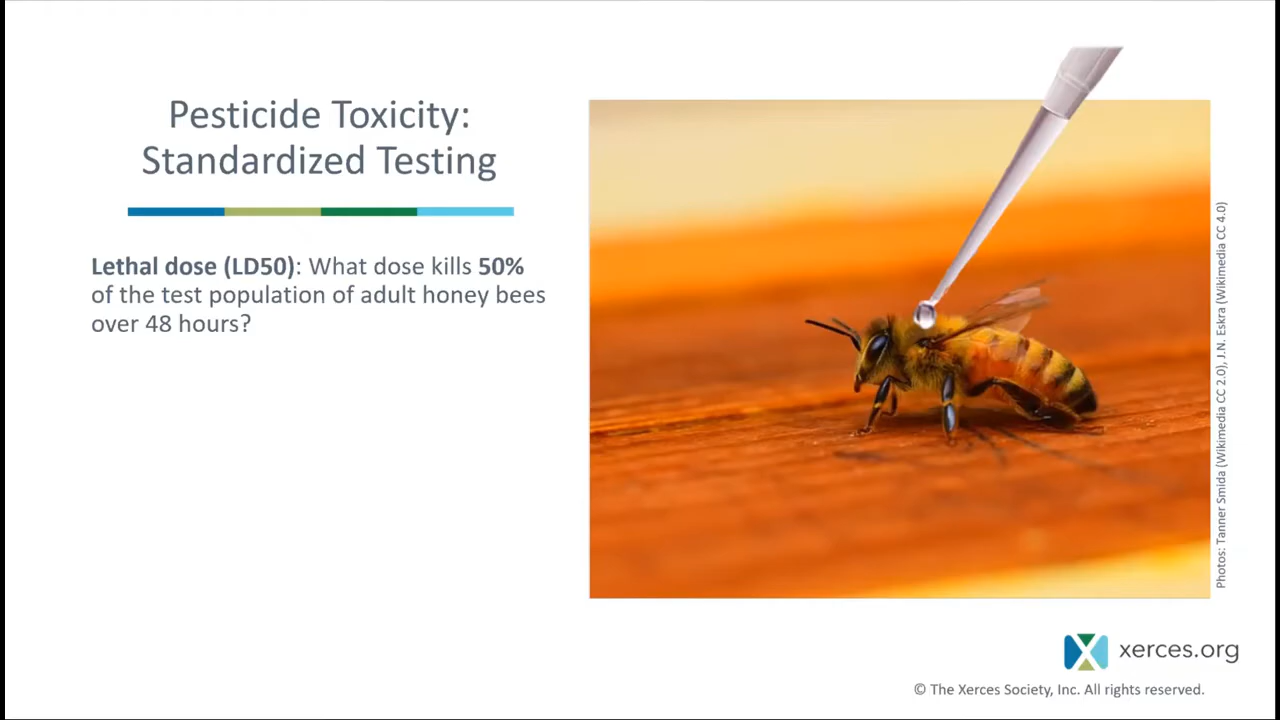 Pesticide Toxicity:
Standardized Testing
Lethal dose (LD50): What dose kills 50%
of the test population of adult honey bees
over 48 hours?
Photos: Tanner Smida (Wikimedia CC 2.0), J.N. Eskra (Wikimedia CC 4.0)
xerces.org
© The Xerces Society, Inc. All rights reserved.